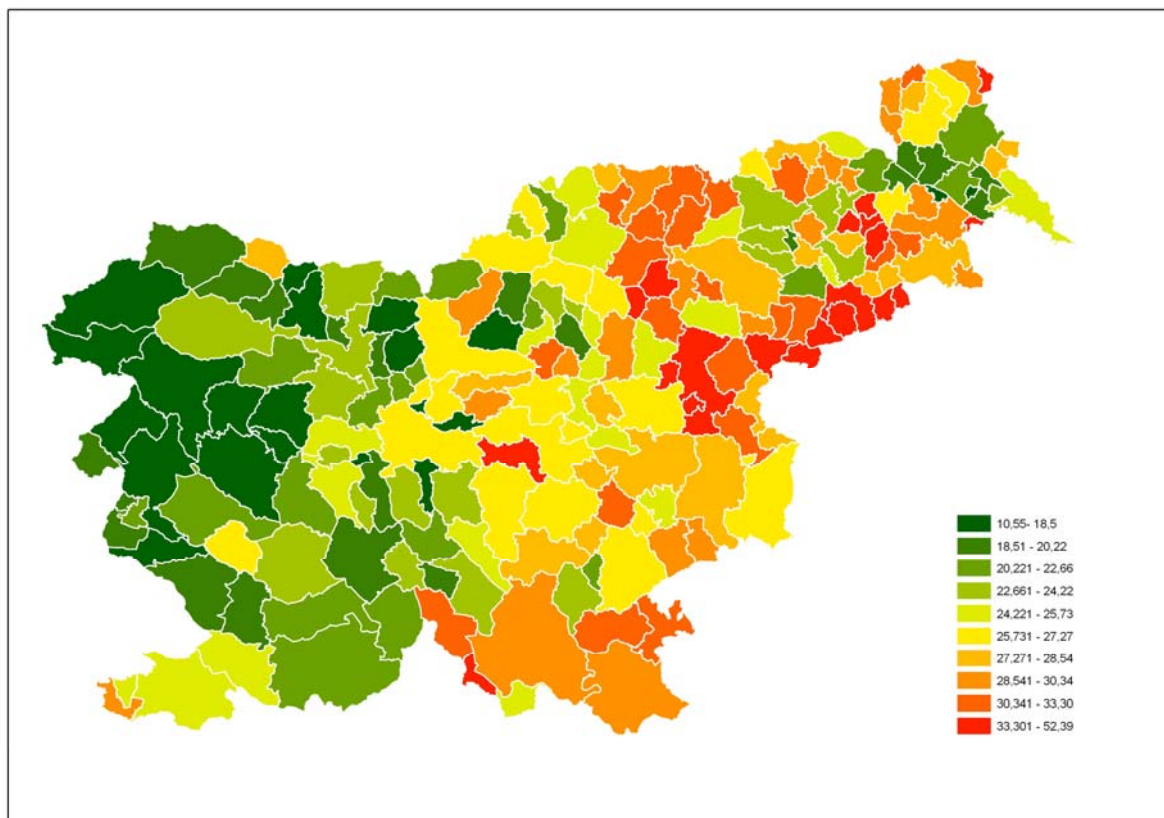 10,55- 18,5
18,51 - 20,22
20,221 - 22,66
22,661 - 24,22
24,221 - 25,73
25,731 - 27,27
27,271 - 28,54
28,541 - 30,34
30,341 - 33,30
33,301 - 52,39